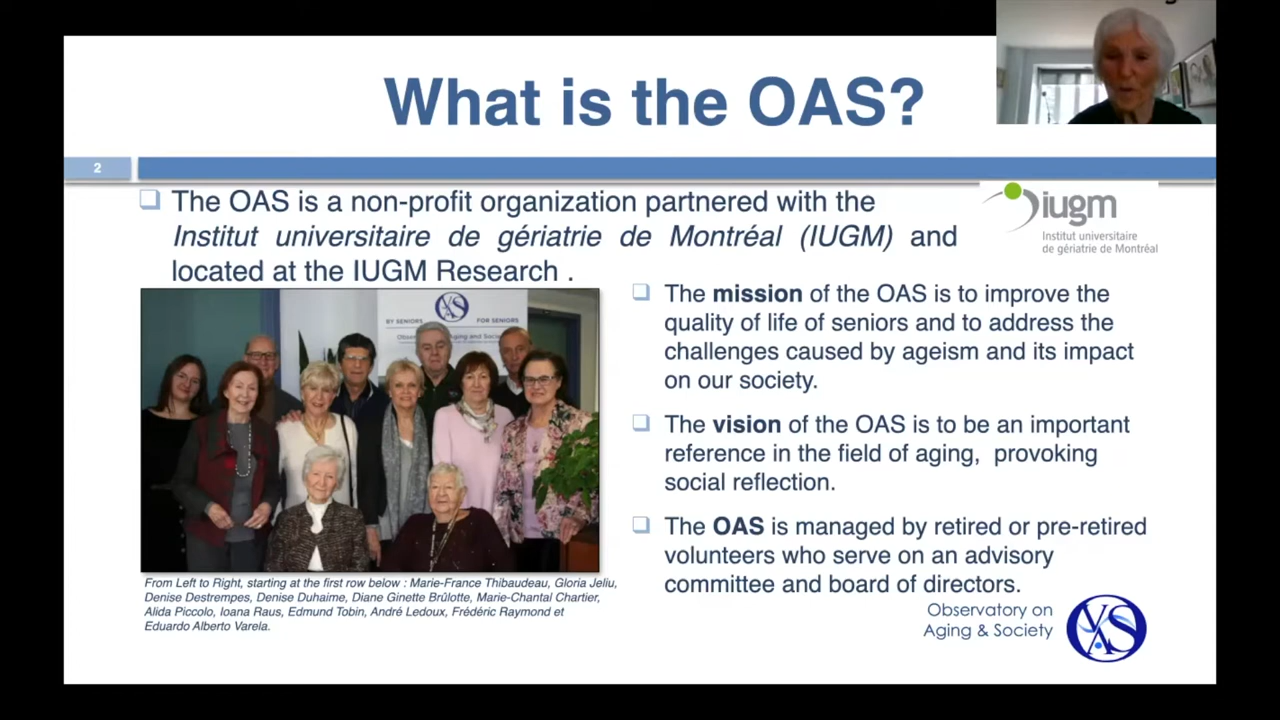 What is the OAS?
2
❑ The OAS is a non-profit organization partnered with the
Institut universitaire de gériatrie de Montréal (IUGM) and
located at the IUGM Research .
iugm
Institut universitaire
de gériatrie de Montréal
BY SENIORS FOR SENIORS
❑ The mission of the OAS is to improve the
quality of life of seniors and to address the
challenges caused by ageism and its impact
on our society.
❑ The vision of the OAS is to be an important
reference in the field of aging, provoking
social reflection.
❑ The OAS is managed by retired or pre-retired
volunteers who serve on an advisory
committee and board of directors.
From Left to Right, starting at the first row below : Marie-France Thibaudeau, Gloria Jeliu,
Denise Destrempes, Denise Duhaime, Diane Ginette Brûlotte, Marie-Chantal Chartier,
Alida Piccolo, Ioana Raus, Edmund Tobin, André Ledoux, Frédéric Raymond et
Eduardo Alberto Varela.
Observatory on
Aging & Society